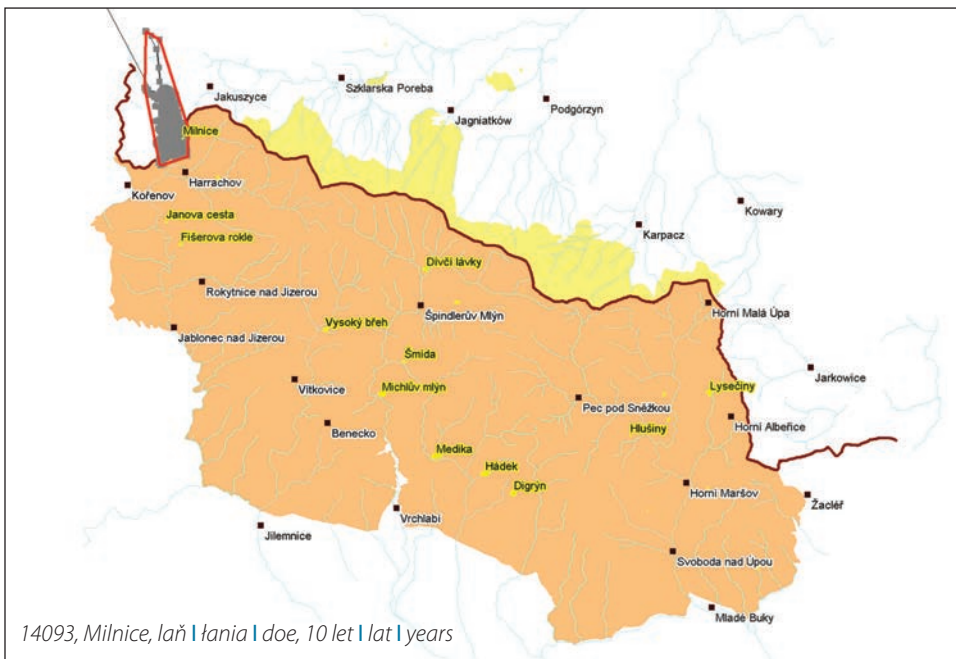 Szklarska Poreba
Jakuszyce
Podgórzyn
Jagniatków
Milnice
Harrachov
Kořenov
Kowary
Janova cesta
Karpacz
Fišerova rokle
Dívčí lávky
Rokytnice nad Jizerou
Špindlerův Mlýn
Horní Malá Úpa
Vysoký břeh
Jablonec nad Jizerou
Šmída
Jarkowice
Vítkovice
Michlův mlýn
Lysečiny
Pec pod Sněžkou
Benecko
Hlušiny
Horní Albeřice
Medika
Hádek
Digrýn
Horní Maršov
Žacléř
Vrchlabí
Jilemnice
Svoboda nad Úpou
Mladé Buky
14093, Milnice, laň I łania I doe, 10 let I lat I years